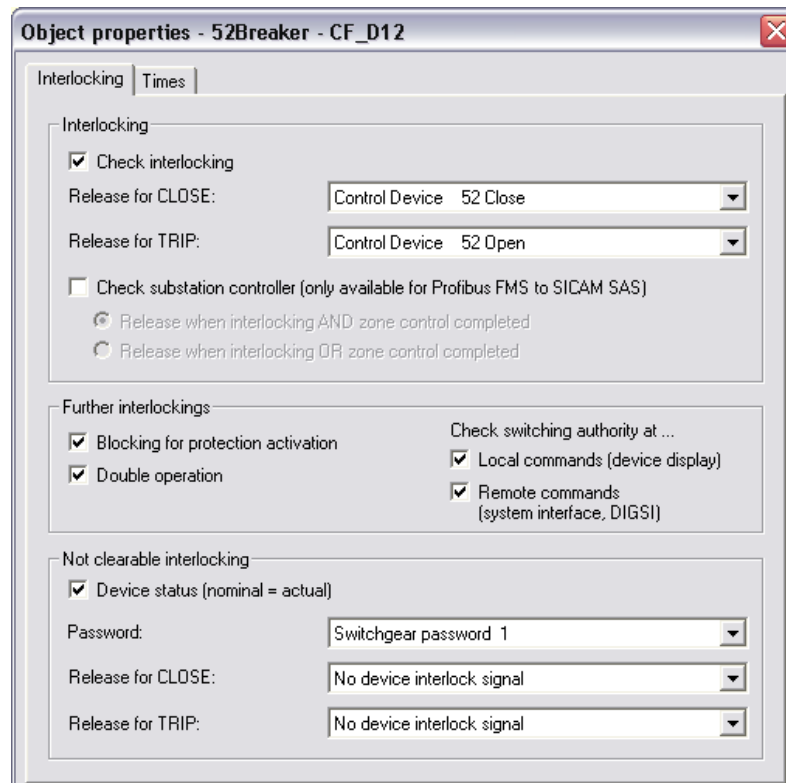 Object properties - 52Breaker - CF_D12
Interlocking
Times
Interlocking
Check interlocking
Release for CLOSE:
Control Device 52 Close
Release for TRIP:
Control Device 52 Open
Check substation controller (only available for Profibus FMS to SICAM SAS)
Release when interlocking AND zone control completed
Release when interlocking OR zone control completed
Further interlockings
Blocking for protection activation
Double operation
Check switching authority at ...
Local commands (device display)
Remote commands
(system interface, DIGSI)
Not clearable interlocking
Device status (nominal = actual)
Password:
Switchgear password 1
Release for CLOSE:
No device interlock signal
Release for TRIP:
No device interlock signal